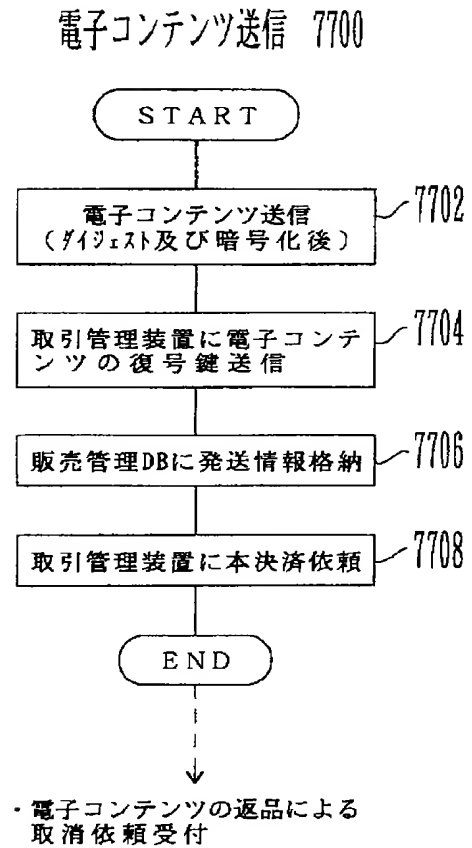 電子コンテンツ送信 7700
START
電子コンテンツ送信
(ダイジェスト及び暗号化後)
7702
取引管理装置に電子コンテ
ンツの復号鍵送信
7704
販売管理DBに発送情報格納
7706
取引管理装置に本決済依頼
7708
END
・電子コンテンツの返品による
取消依頼受付